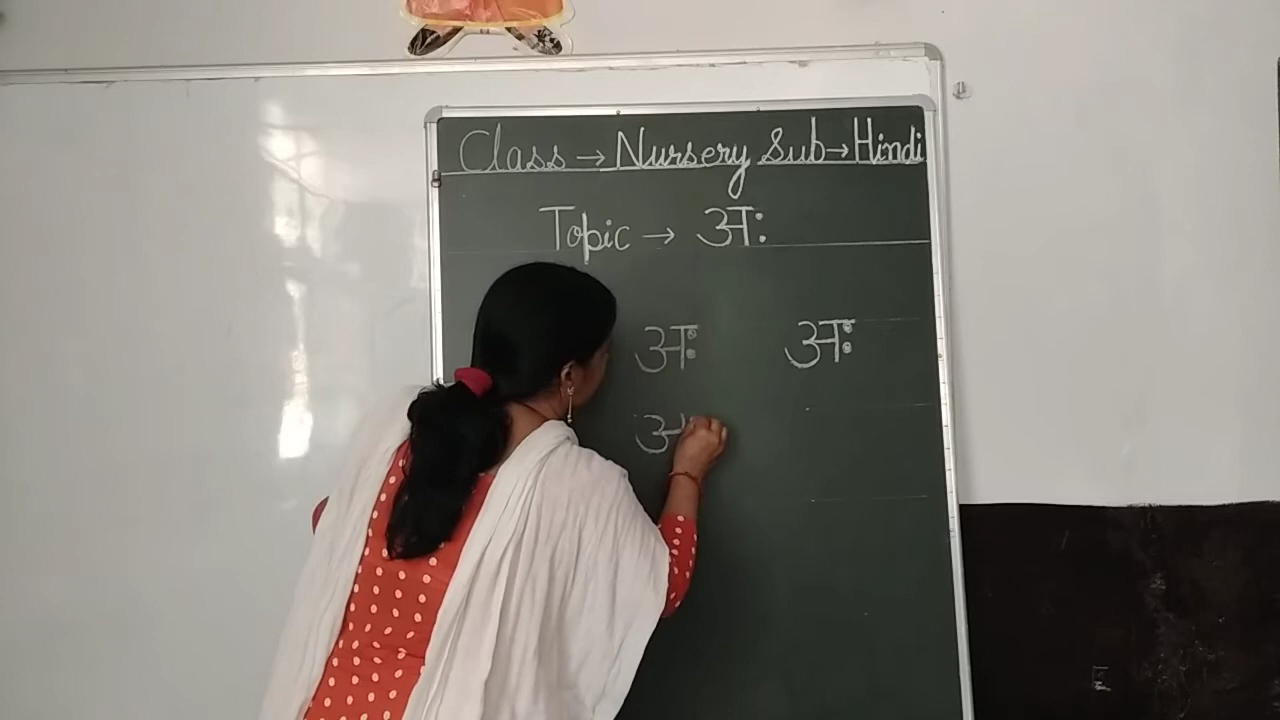 Class → Nursery Sub → Hindi
Topic → अः
अः अः
अ